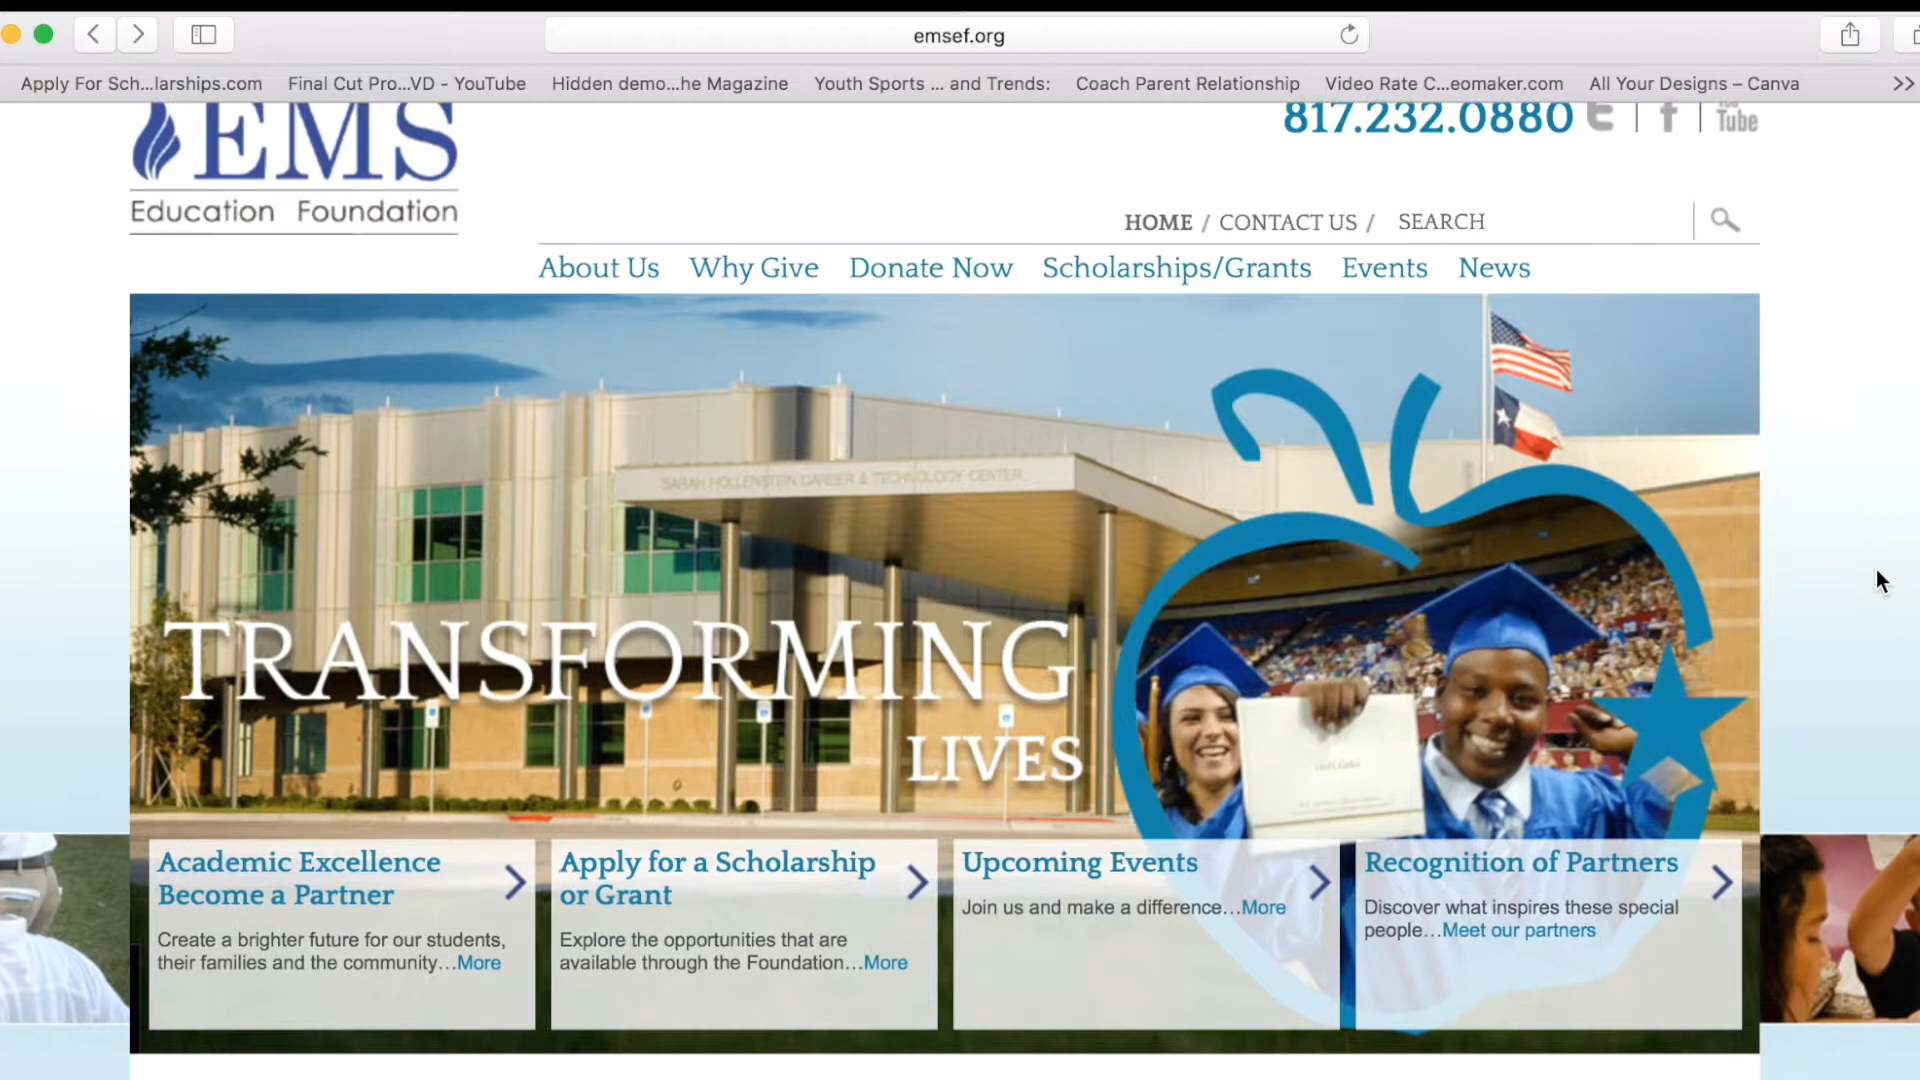 emsef.org
Apply For Sch...larships.com Final Cut Pro...VD - YouTube Hidden demo...he Magazine Youth Sports ... and Trends: Coach Parent Relationship Video Rate C...eomaker.com All Your Designs – Canva >>
EMS
Education Foundation
817.232.0880 t | f | You Tube
HOME / CONTACT US / SEARCH
About Us Why Give Donate Now Scholarships/Grants Events News
SARAH HOLLENSTEIN CAREER & TECHNOLOGY CENTER
TRANSFORMING
LIVES
Academic Excellence
Become a Partner
Create a brighter future for our students,
their families and the community...More
Apply for a Scholarship
or Grant
Explore the opportunities that are
available through the Foundation...More
Upcoming Events
Join us and make a difference...More
Recognition of Partners
Discover what inspires these special
people...Meet our partners